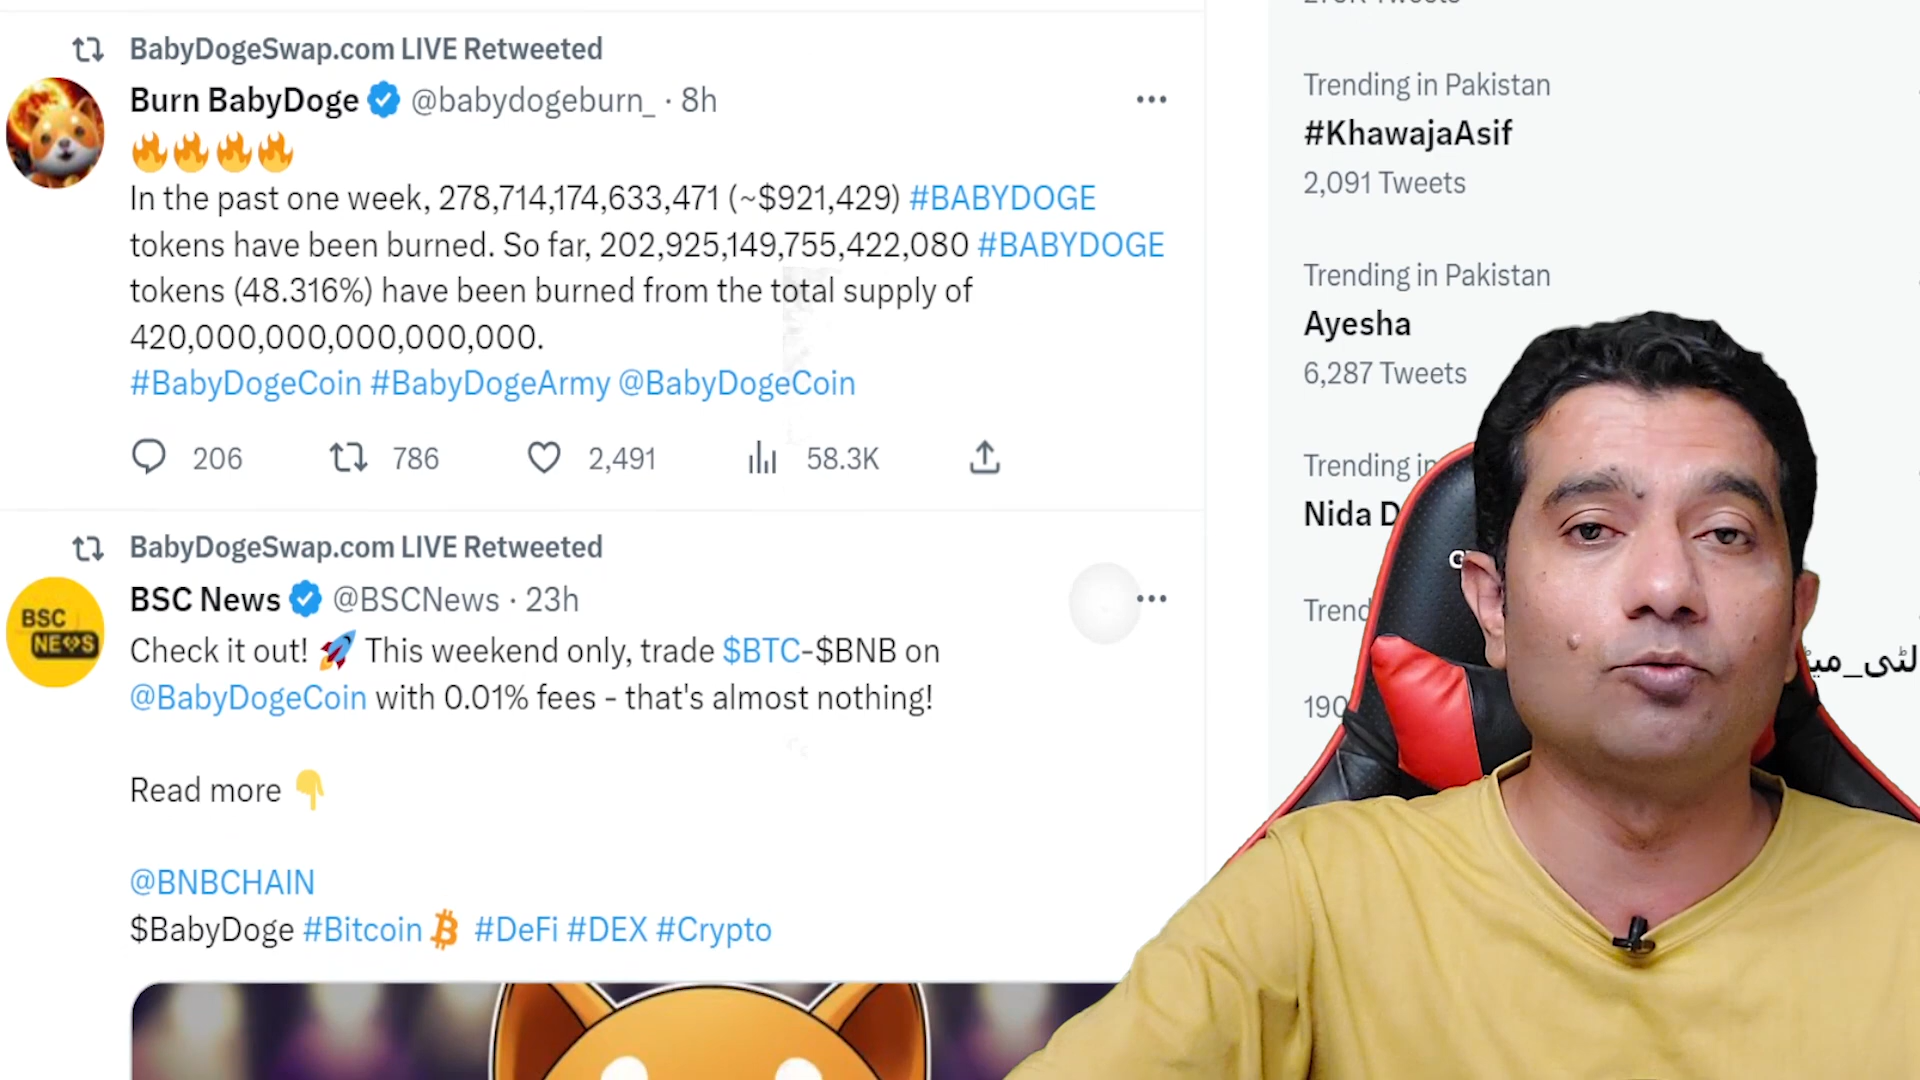 BabyDogeSwap.com LIVE Retweeted
Burn BabyDoge @babydogeburn_ · 8h
🔥🔥🔥🔥
In the past one week, 278,714,174,633,471 (~$921,429) #BABYDOGE
tokens have been burned. So far, 202,925,149,755,422,080 #BABYDOGE
tokens (48.316%) have been burned from the total supply of
420,000,000,000,000,000.
#BabyDogeCoin #BabyDogeArmy @BabyDogeCoin
206 786 2,491 58.3K
BabyDogeSwap.com LIVE Retweeted
BSC NEWS
BSC News @BSCNews · 23h
Check it out! 🚀 This weekend only, trade $BTC-$BNB on
@BabyDogeCoin with 0.01% fees - that's almost nothing!
Read more 👇
@BNBCHAIN
$BabyDoge #Bitcoin #DeFi #DEX #Crypto
Trending in Pakistan
#KhawajaAsif
2,091 Tweets
Trending in Pakistan
Ayesha
6,287 Tweets
Trending in
Nida D
Trend
190